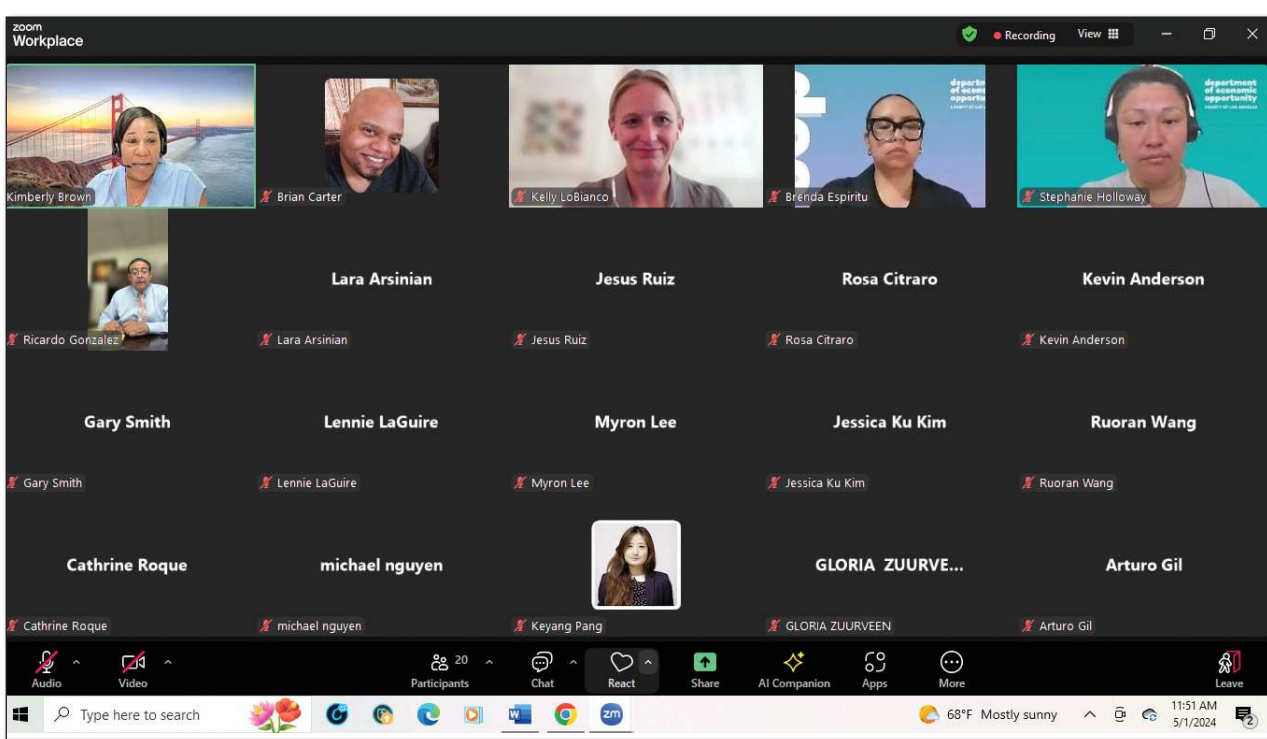 zoom
Workplace
Recording
View
department
of economic
opportunity
COUNTY OF LOS ANGELES
Kimberly Brown
Brian Carter
Kelly LoBianco
Brenda Espiritu
Stephanie Holloway
Lara Arsinian
Jesus Ruiz
Rosa Citraro
Kevin Anderson
Ricardo Gonzalez
Lara Arsinian
Jesus Ruiz
Rosa Citraro
Kevin Anderson
Gary Smith
Lennie LaGuire
Myron Lee
Jessica Ku Kim
Ruoran Wang
Gary Smith
Lennie LaGuire
Myron Lee
Jessica Ku Kim
Ruoran Wang
Cathrine Roque
michael nguyen
GLORIA ZUURVE...
Arturo Gil
Cathrine Roque
michael nguyen
Keyang Pang
GLORIA ZUURVEEN
Arturo Gil
Audio
Video
20
Participants
Chat
React
Share
AI Companion
Apps
More
Leave
Type here to search
W
zm
68°F Mostly sunny
11:51 AM
5/1/2024
2